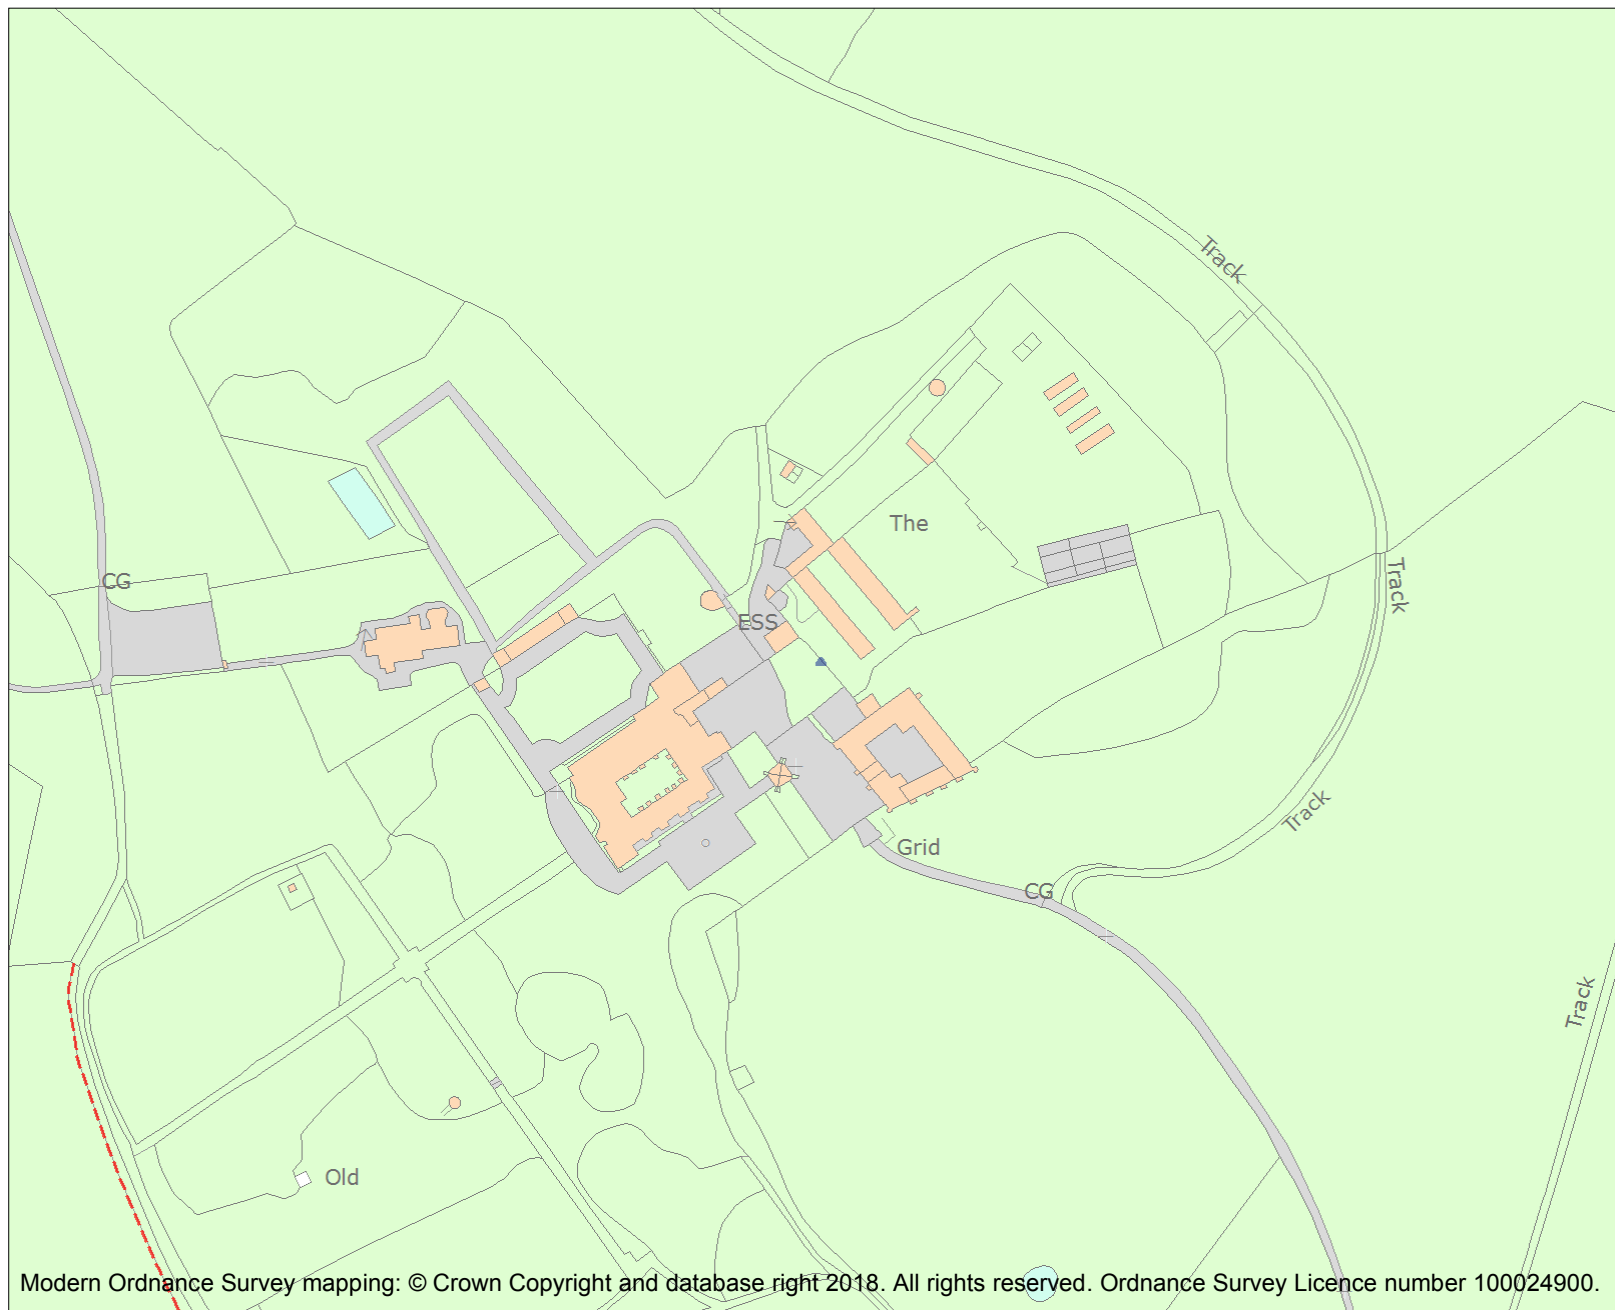 Track
The
CG
Track
ESS
Track
Grid
CG
Track
Old
Modern Ordnance Survey mapping: © Crown Copyright and database right 2018. All rights reserved. Ordnance Survey Licence number 100024900.